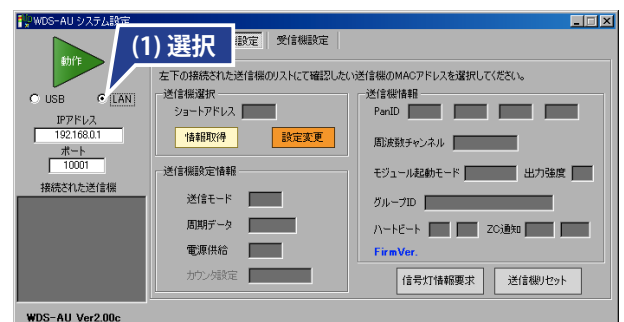 WDS-AU システム設定
(1) 選択
設定
受信機設定
動作
USB
LAN
IPアドレス
192.168.0.1
ポート
10001
接続された送信機
左下の接続された送信機のリストにて確認したい送信機のMACアドレスを選択してください。
送信機選択
ショートアドレス
情報取得
設定変更
送信機設定情報
送信モード
周期データ
電源供給
カウンタ設定
送信機情報
PanID
周波数チャンネル
モジュール起動モード
出力強度
グループID
ハートビート
ZC通知
FirmVer.
信号灯情報要求
送信機リセット
WDS-AU Ver2.00c